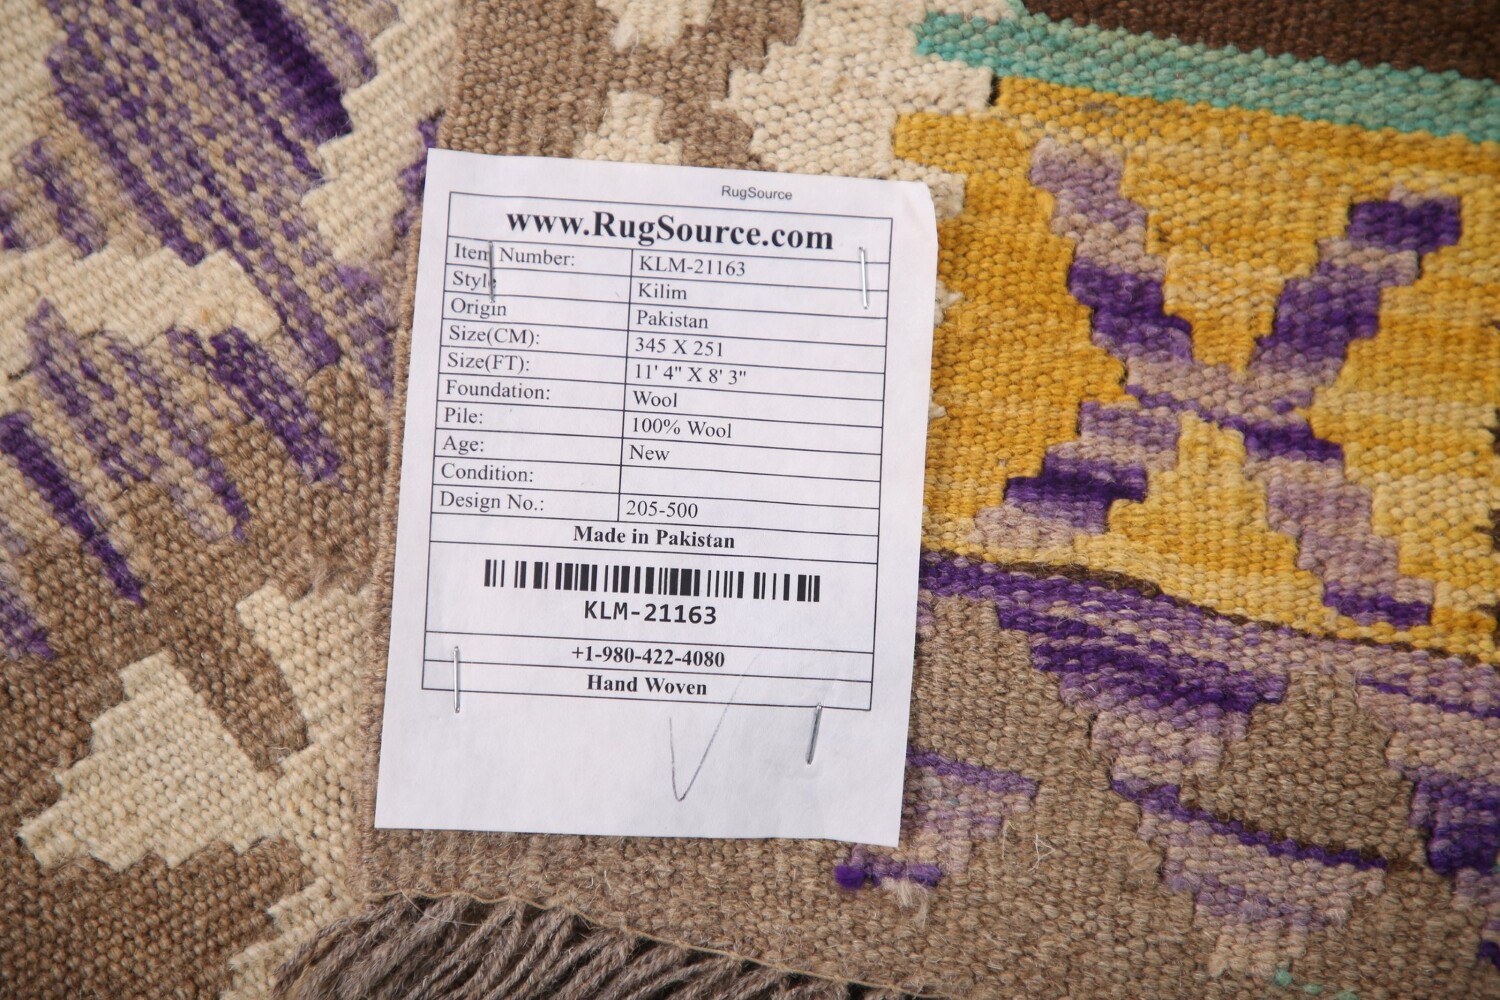 RugSource
www.RugSource.com
Item Number: KLM-21163
Style Kilim
Origin Pakistan
Size(CM): 345 X 251
Size(FT): 11' 4" X 8' 3"
Foundation: Wool
Pile: 100% Wool
Age: New
Condition:
Design No.: 205-500
Made in Pakistan
KLM-21163
+1-980-422-4080
Hand Woven